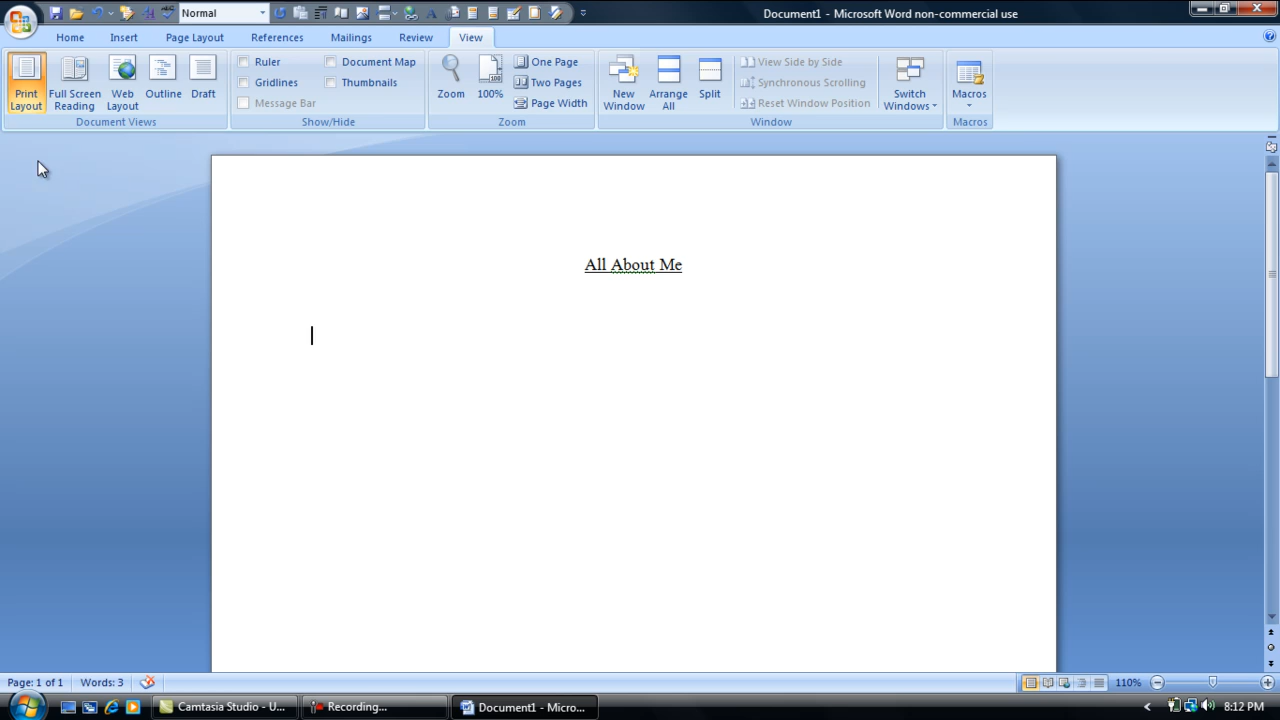 Normal
Document1 - Microsoft Word non-commercial use
Home Insert Page Layout References Mailings Review View
Print Layout
Full Screen Reading
Web Layout
Outline
Draft
Document Views
Ruler
Gridlines
Message Bar
Document Map
Thumbnails
Show/Hide
Zoom
100%
One Page
Two Pages
Page Width
Zoom
New Window
Arrange All
Split
View Side by Side
Synchronous Scrolling
Reset Window Position
Switch Windows
Window
Macros
Macros
All About Me
Page: 1 of 1 Words: 3
110%
Camtasia Studio - U...
Recording...
Document1 - Micro...
8:12 PM